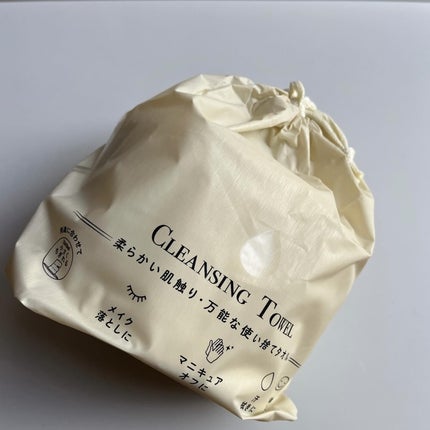 CLEANSING TOWEL
柔らかい肌触り・万能な使い捨てタオル
メイク
落としに
マニキュア
オフに